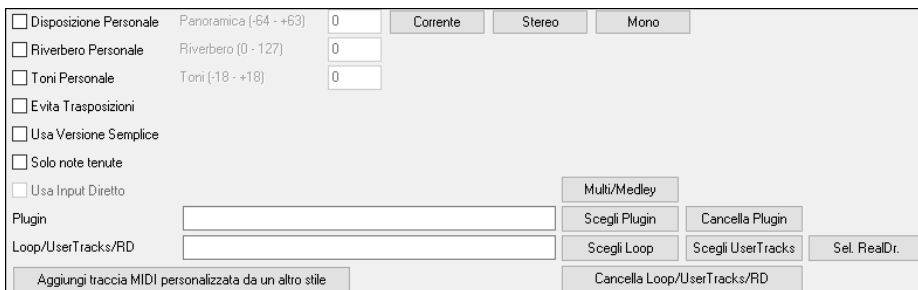 Disposizione Personale Panoramica (-64 - +63) 0 Corrente Stereo Mono
Riverbero Personale Riverbero (0 - 127) 0
Toni Personale Toni (-18 - +18) 0
Evita Trasposizioni
Usa Versione Semplice
Solo note tenute
Usa Input Diretto Multi/Medley
Plugin Scegli Plugin Cancella Plugin
Loop/UserTracks/RD Scegli Loop Scegli UserTracks Sel. RealDr.
Aggiungi traccia MIDI personalizzata da un altro stile Cancella Loop/UserTracks/RD